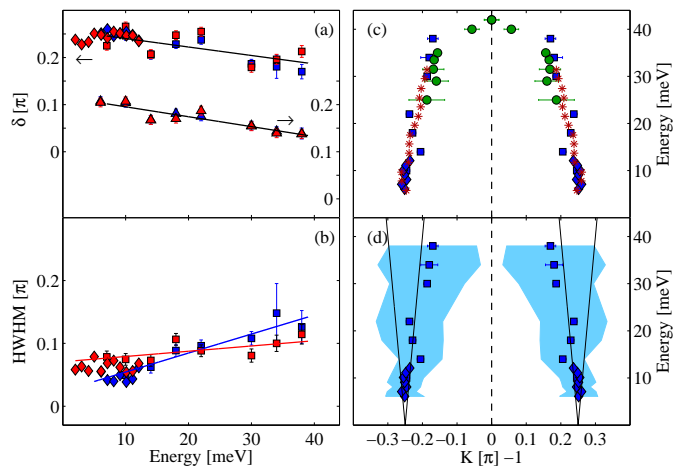 (a)
0.2
0.1
0
δ [π]
0.2
0.1
(c)
40
30
20
10
Energy [meV]
(b)
0.2
0.1
0
HWHM [π]
0 10 20 30 40
Energy [meV]
(d)
40
30
20
10
Energy [meV]
−0.3 −0.2 −0.1 0 0.1 0.2 0.3
K [π] −1